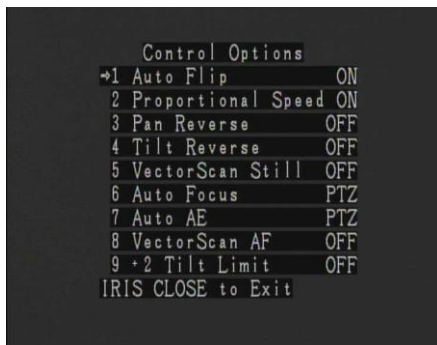 Control Options
→1 Auto Flip ON
2 Proportional Speed ON
3 Pan Reverse OFF
4 Tilt Reverse OFF
5 VectorScan Still OFF
6 Auto Focus PTZ
7 Auto AE PTZ
8 VectorScan AF OFF
9 +2 Tilt Limit OFF
IRIS CLOSE to Exit